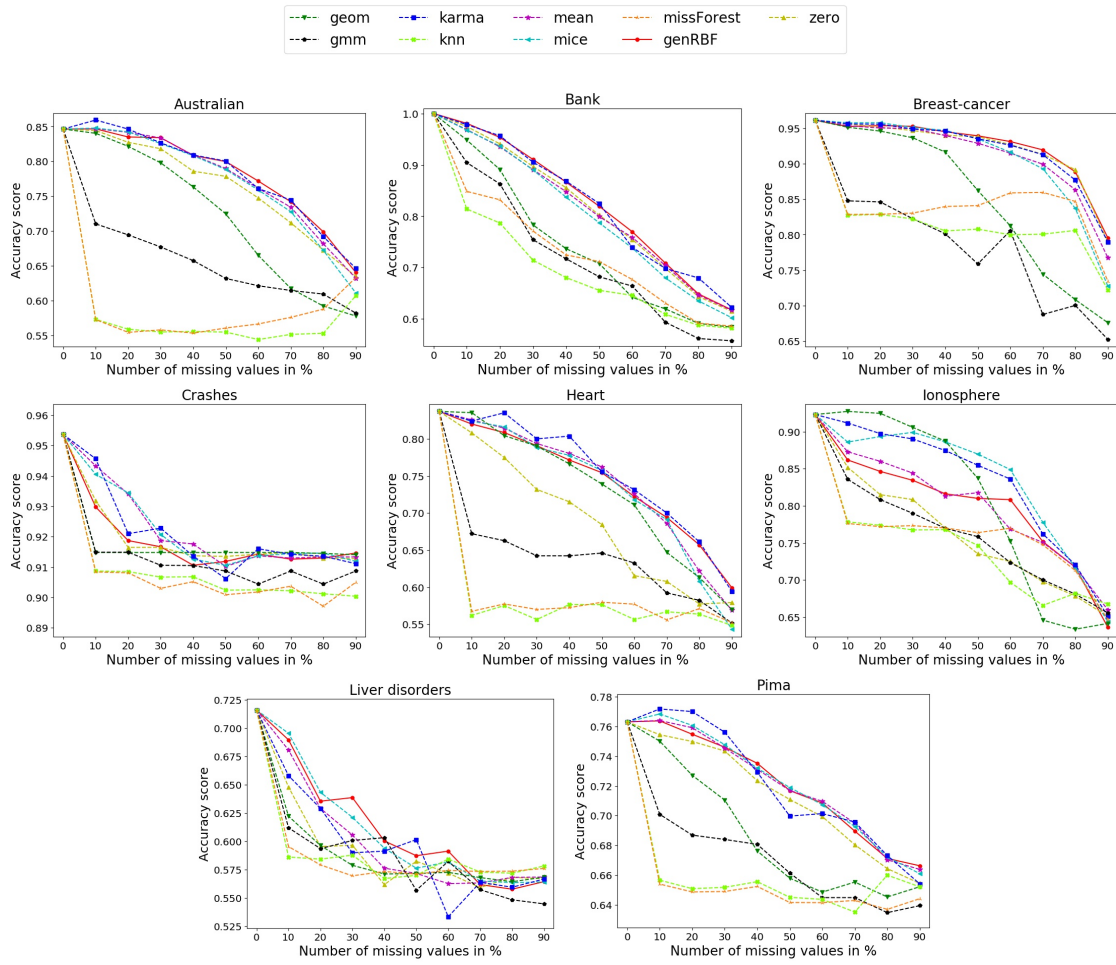 geom karma mean missForest zero
gmm knn mice genRBF
Australian
Accuracy score
0.85
0.80
0.75
0.70
0.65
0.60
0.55
0 10 20 30 40 50 60 70 80 90
Number of missing values in %
Bank
Accuracy score
1.0
0.9
0.8
0.7
0.6
0 10 20 30 40 50 60 70 80 90
Number of missing values in %
Breast-cancer
Accuracy score
0.95
0.90
0.85
0.80
0.75
0.70
0.65
0 10 20 30 40 50 60 70 80 90
Number of missing values in %
Crashes
Accuracy score
0.96
0.95
0.94
0.93
0.92
0.91
0.90
0.89
0 10 20 30 40 50 60 70 80 90
Number of missing values in %
Heart
Accuracy score
0.80
0.75
0.70
0.65
0.60
0.55
0 10 20 30 40 50 60 70 80 90
Number of missing values in %
Ionosphere
Accuracy score
0.90
0.85
0.80
0.75
0.70
0.65
0 10 20 30 40 50 60 70 80 90
Number of missing values in %
Liver disorders
Accuracy score
0.725
0.700
0.675
0.650
0.625
0.600
0.575
0.550
0.525
0 10 20 30 40 50 60 70 80 90
Number of missing values in %
Pima
Accuracy score
0.78
0.76
0.74
0.72
0.70
0.68
0.66
0.64
0 10 20 30 40 50 60 70 80 90
Number of missing values in %